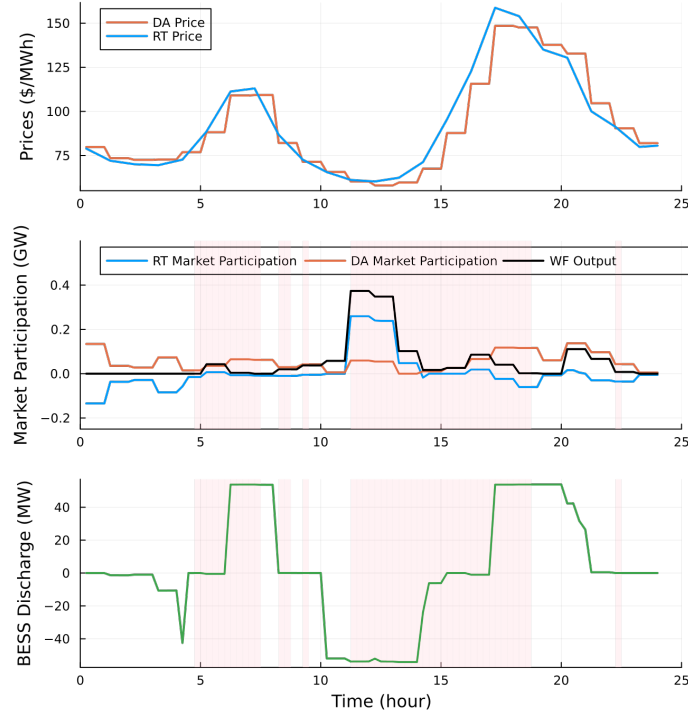 150
125
100
75
Prices ($/MWh)
DA Price
RT Price
0 5 10 15 20 25
0.4
0.2
0.0
−0.2
Market Participation (GW)
RT Market Participation DA Market Participation WF Output
0 5 10 15 20 25
40
20
0
−20
−40
BESS Discharge (MW)
0 5 10 15 20 25
Time (hour)